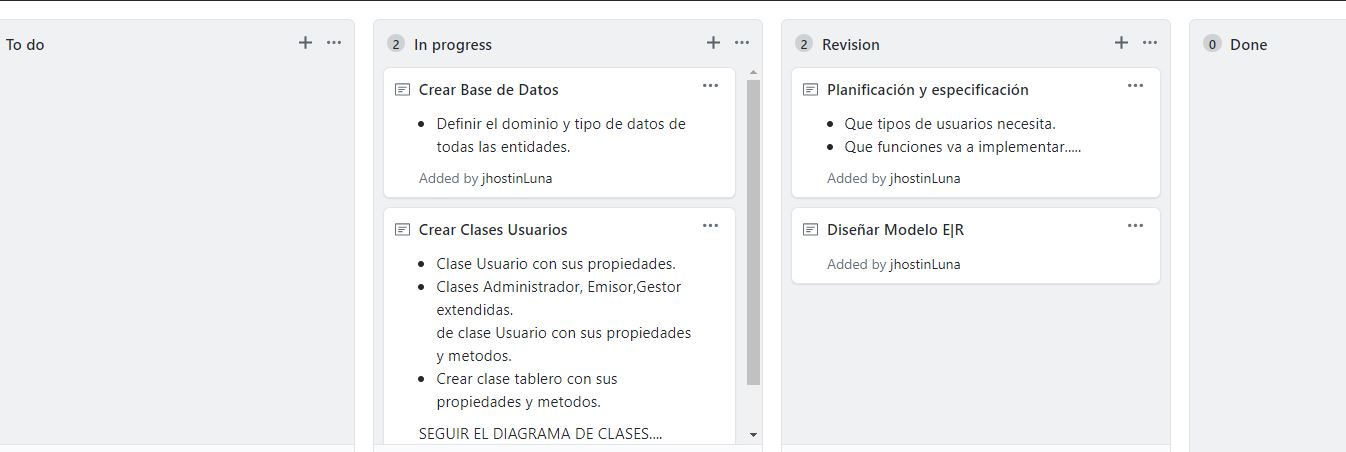 To do
2 In progress
Crear Base de Datos
Definir el dominio y tipo de datos de
todas las entidades.
Added by jhostinLuna
Crear Clases Usuarios
Clase Usuario con sus propiedades.
Clases Administrador, Emisor,Gestor
extendidas.
de clase Usuario con sus propiedades
y metodos.
Crear clase tablero con sus
propiedades y metodos.
SEGUIR EL DIAGRAMA DE CLASES....
2 Revision
Planificación y especificación
Que tipos de usuarios necesita.
Que funciones va a implementar.....
Added by jhostinLuna
Diseñar Modelo E|R
Added by jhostinLuna
0 Done